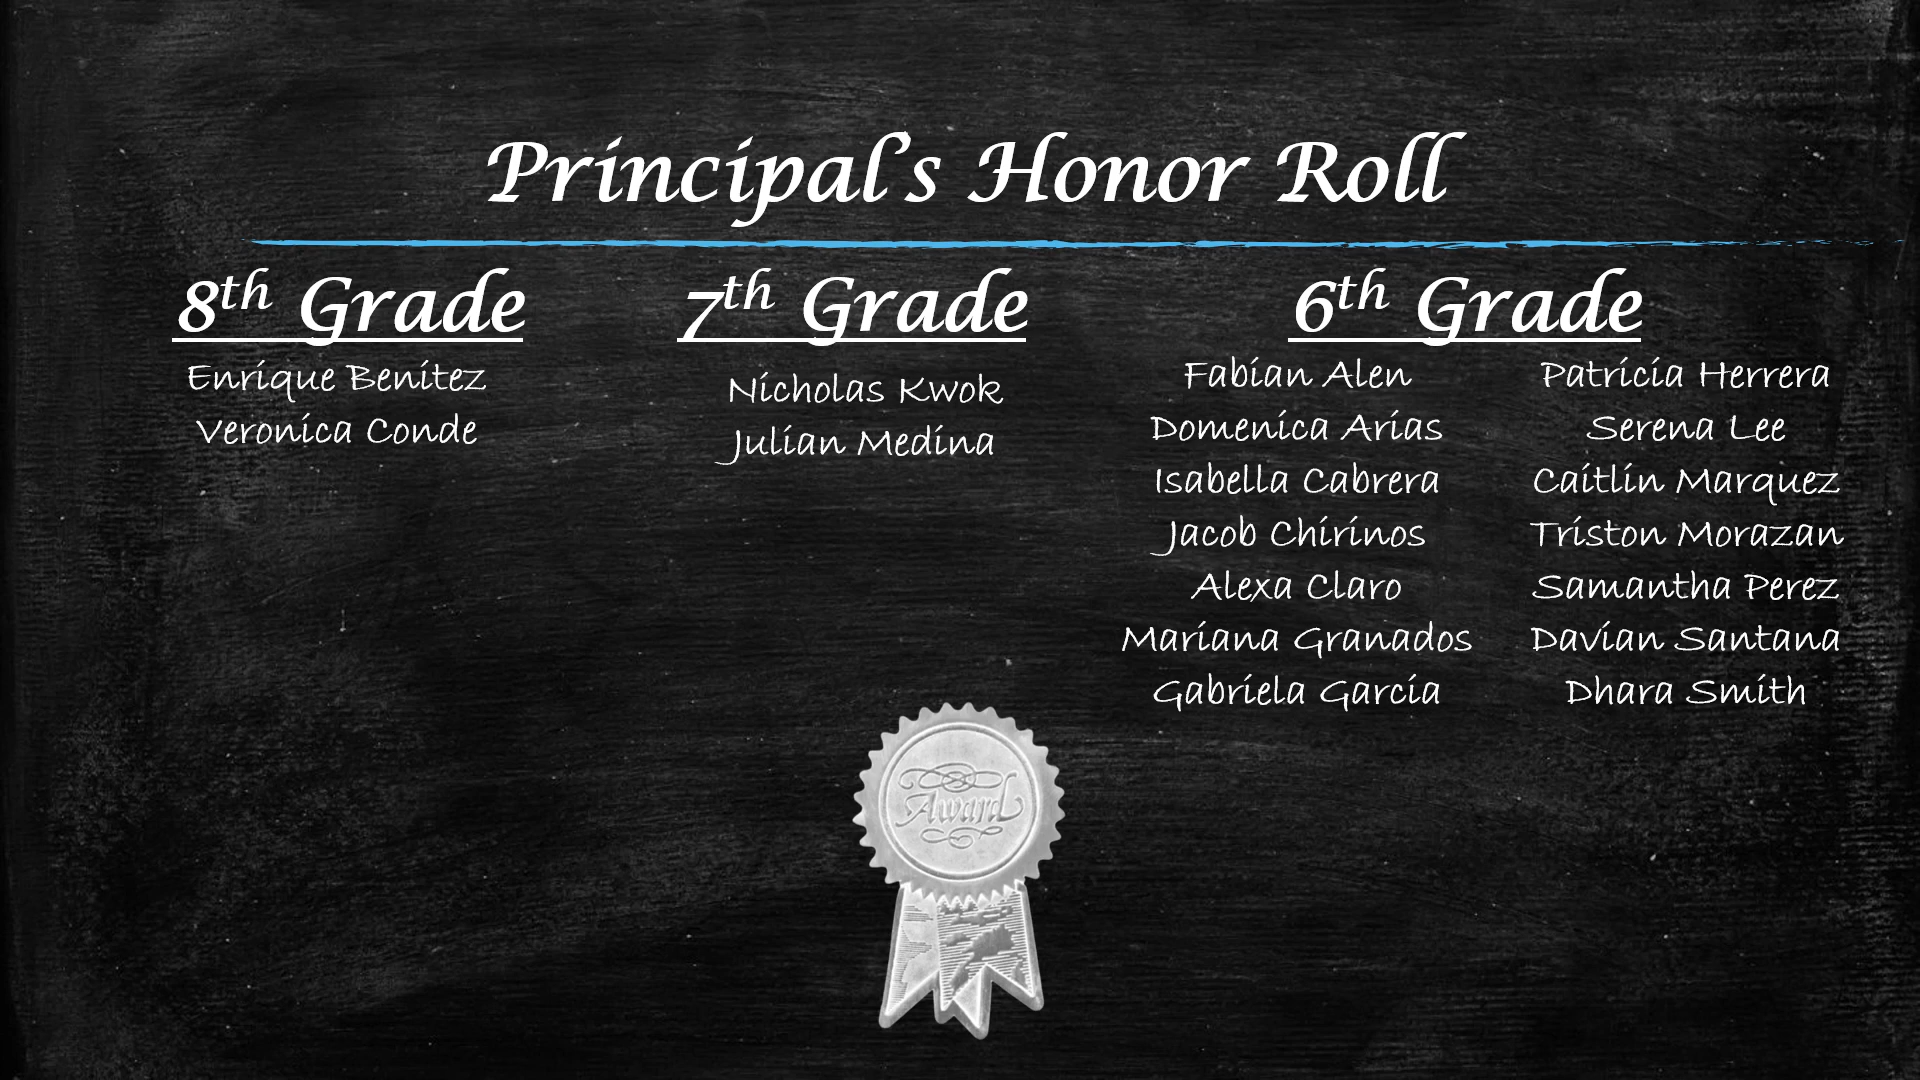 Principal's Honor Roll
8th Grade
Enrique Benitez
Veronica Conde
7th Grade
Nicholas Kwok
Julian Medina
6th Grade
Fabian Alen
Domenica Arias
Isabella Cabrera
Jacob Chirinos
Alexa Claro
Mariana Granados
Gabriela Garcia
Patricia Herrera
Serena Lee
Caitlin Marquez
Triston Morazan
Samantha Perez
Davian Santana
Dhara Smith
Award